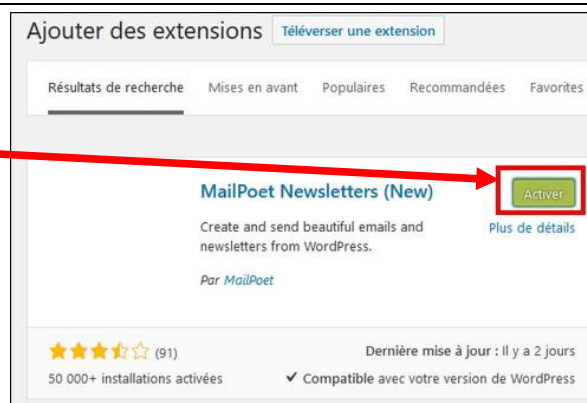 Ajouter des extensions Téléverser une extension
Résultats de recherche Mises en avant Populaires Recommandées Favorites
MailPoet Newsletters (New) Activer
Create and send beautiful emails and Plus de détails
newsletters from WordPress.
Par MailPoet
(91) Dernière mise à jour : Il y a 2 jours
50 000+ installations activées ✔ Compatible avec votre version de WordPress